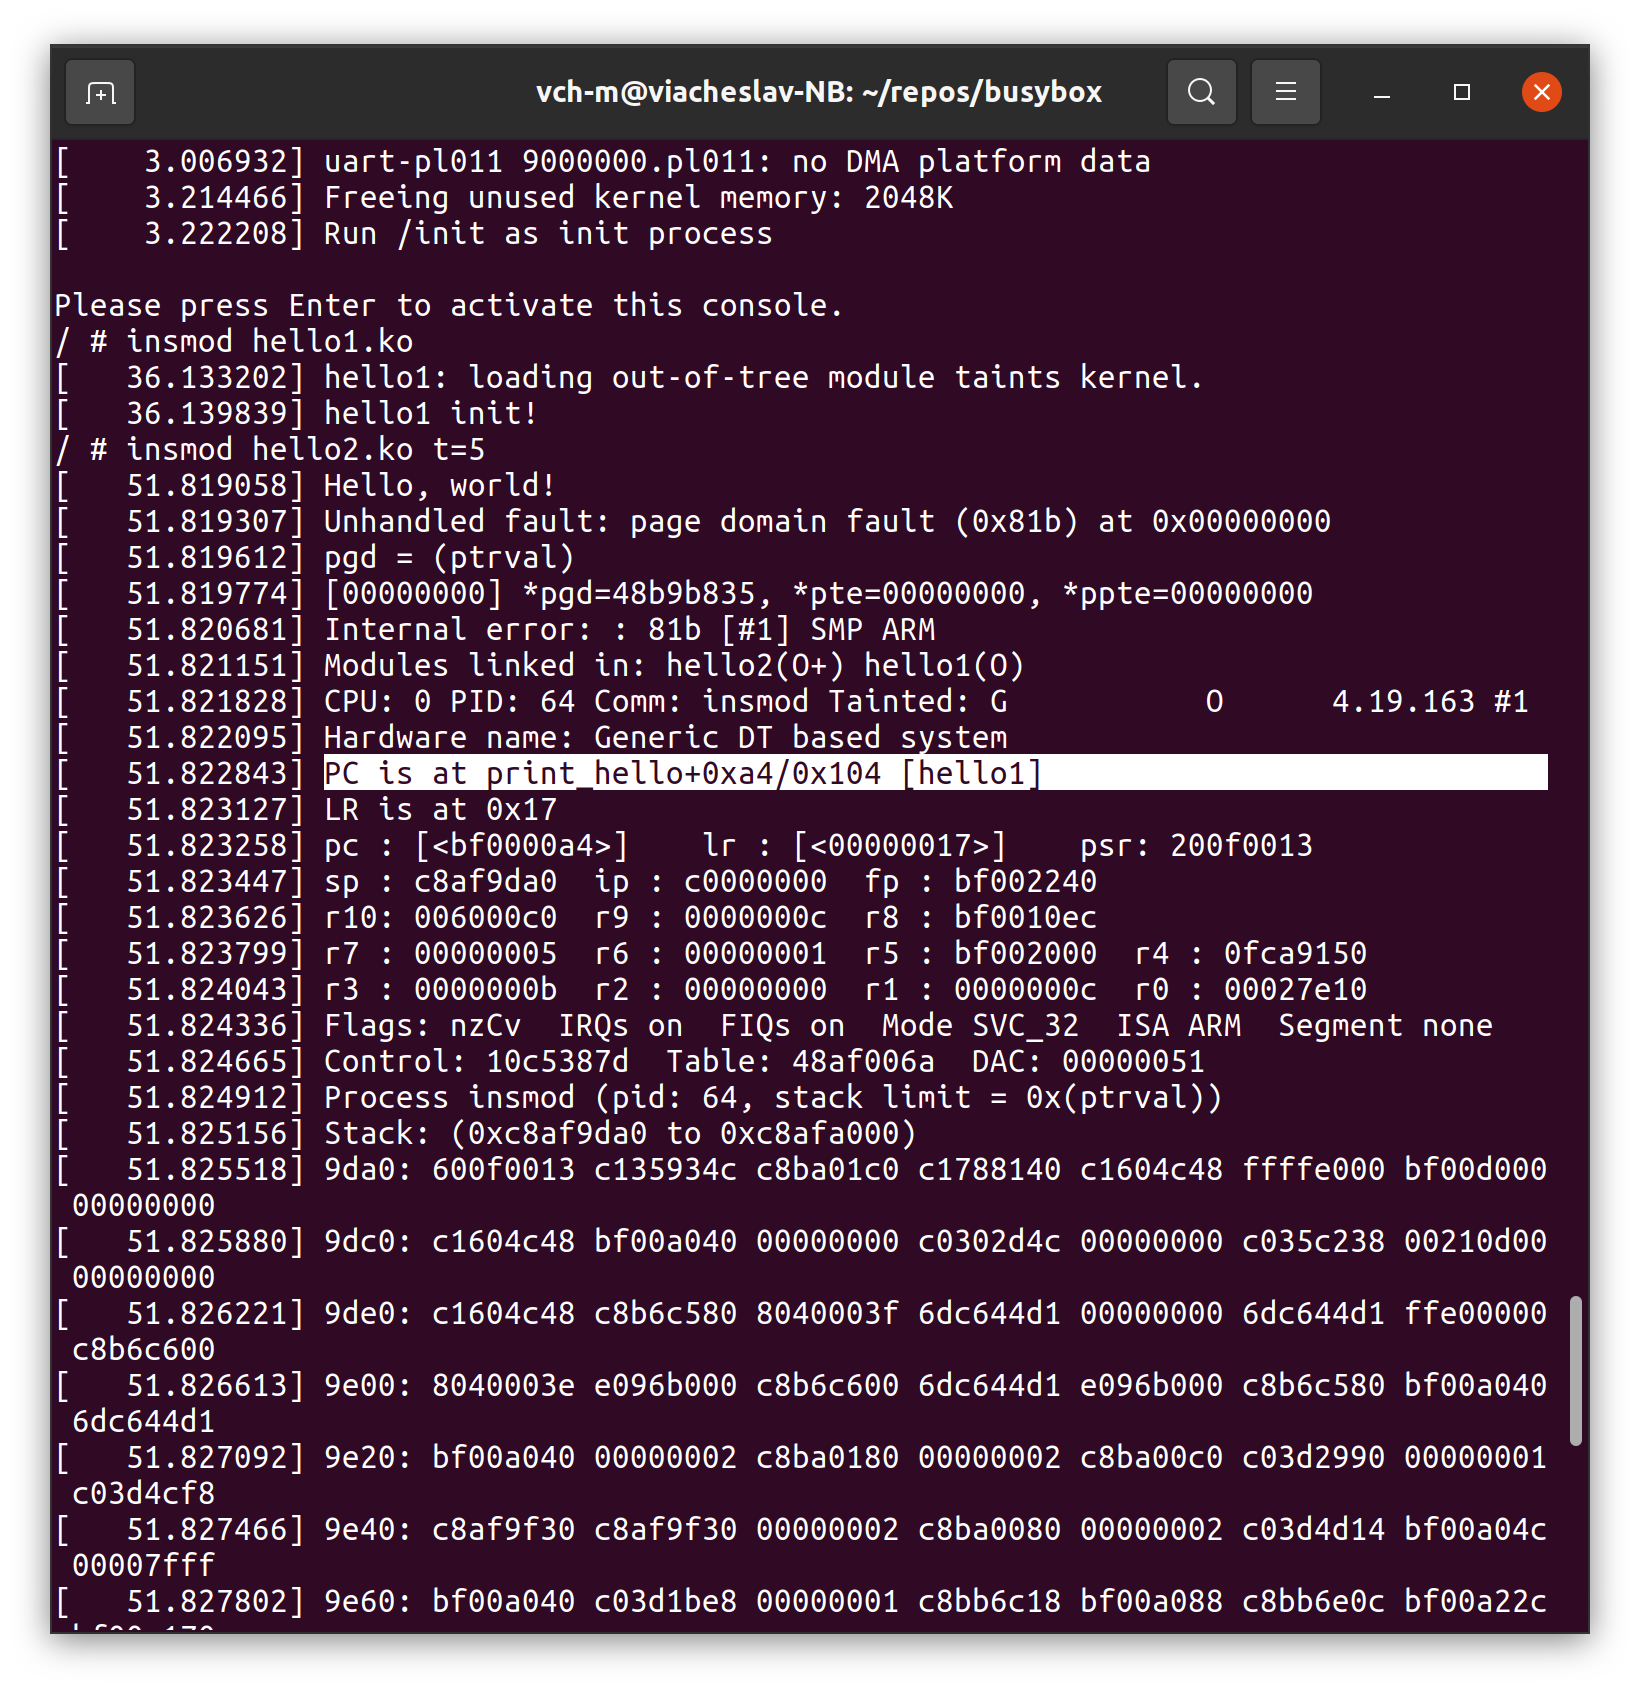 vch-m@viacheslav-NB: ~/repos/busybox
[    3.006932] uart-pl011 9000000.pl011: no DMA platform data
[    3.214466] Freeing unused kernel memory: 2048K
[    3.222208] Run /init as init process
Please press Enter to activate this console.
/ # insmod hello1.ko
[   36.133202] hello1: loading out-of-tree module taints kernel.
[   36.139839] hello1 init!
/ # insmod hello2.ko t=5
[   51.819058] Hello, world!
[   51.819307] Unhandled fault: page domain fault (0x81b) at 0x00000000
[   51.819612] pgd = (ptrval)
[   51.819774] [00000000] *pgd=48b9b835, *pte=00000000, *ppte=00000000
[   51.820681] Internal error: : 81b [#1] SMP ARM
[   51.821151] Modules linked in: hello2(O+) hello1(O)
[   51.821828] CPU: 0 PID: 64 Comm: insmod Tainted: G           O      4.19.163 #1
[   51.822095] Hardware name: Generic DT based system
[   51.822843] PC is at print_hello+0xa4/0x104 [hello1]
[   51.823127] LR is at 0x17
[   51.823258] pc : [<bf0000a4>]    lr : [<00000017>]    psr: 200f0013
[   51.823447] sp : c8af9da0  ip : c0000000  fp : bf002240
[   51.823626] r10: 006000c0  r9 : 0000000c  r8 : bf0010ec
[   51.823799] r7 : 00000005  r6 : 00000001  r5 : bf002000  r4 : 0fca9150
[   51.824043] r3 : 0000000b  r2 : 00000000  r1 : 0000000c  r0 : 00027e10
[   51.824336] Flags: nzCv  IRQs on  FIQs on  Mode SVC_32  ISA ARM  Segment none
[   51.824665] Control: 10c5387d  Table: 48af006a  DAC: 00000051
[   51.824912] Process insmod (pid: 64, stack limit = 0x(ptrval))
[   51.825156] Stack: (0xc8af9da0 to 0xc8afa000)
[   51.825518] 9da0: 600f0013 c135934c c8ba01c0 c1788140 c1604c48 ffffe000 bf00d000
00000000
[   51.825880] 9dc0: c1604c48 bf00a040 00000000 c0302d4c 00000000 c035c238 00210d00
00000000
[   51.826221] 9de0: c1604c48 c8b6c580 8040003f 6dc644d1 00000000 6dc644d1 ffe00000
c8b6c600
[   51.826613] 9e00: 8040003e e096b000 c8b6c600 6dc644d1 e096b000 c8b6c580 bf00a040
6dc644d1
[   51.827092] 9e20: bf00a040 00000002 c8ba0180 00000002 c8ba00c0 c03d2990 00000001
c03d4cf8
[   51.827466] 9e40: c8af9f30 c8af9f30 00000002 c8ba0080 00000002 c03d4d14 bf00a04c
00007fff
[   51.827802] 9e60: bf00a040 c03d1be8 00000001 c8bb6c18 bf00a088 c8bb6e0c bf00a22c